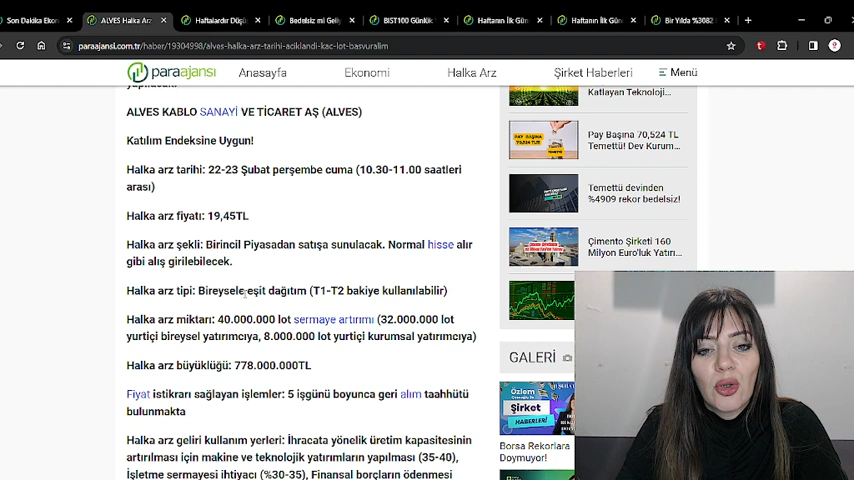 Son Dakika Ekon
ALVES Halka Arz
Haftalardır Düşü
Bedelsiz mi Geliy
BIST100 Günlük
Haftanın İlk Gün
Haftanın İlk Gün
Bir Yılda %3082
paraajansi.com.tr/haber/19304998/alves-halka-arz-tarihi-aciklandi-kac-lot-basvuralim
paraajansı
Anasayfa
Ekonomi
Halka Arz
Şirket Haberleri
Menü
yapılacak.
ALVES KABLO SANAYİ VE TİCARET AŞ (ALVES)
Katılım Endeksine Uygun!
Halka arz tarihi: 22-23 Şubat perşembe cuma (10.30-11.00 saatleri
arası)
Halka arz fiyatı: 19,45TL
Halka arz şekli: Birincil Piyasadan satışa sunulacak. Normal hisse alır
gibi alış girilebilecek.
Halka arz tipi: Bireysele eşit dağıtım (T1-T2 bakiye kullanılabilir)
Halka arz miktarı: 40.000.000 lot sermaye artırımı (32.000.000 lot
yurtiçi bireysel yatırımcıya, 8.000.000 lot yurtiçi kurumsal yatırımcıya)
Halka arz büyüklüğü: 778.000.000TL
Fiyat istikrarı sağlayan işlemler: 5 işgünü boyunca geri alım taahhütü
bulunmakta
Halka arz geliri kullanım yerleri: İhracata yönelik üretim kapasitesinin
artırılması için makine ve teknolojik yatırımların yapılması (35-40),
İşletme sermayesi ihtiyacı (%30-35), Finansal borçların ödenmesi
Katlayan Teknoloji...
Pay Başına 70,524 TL
Temettü! Dev Kurum...
Temettü devinden
%4909 rekor bedelsiz!
Çimento Şirketi 160
Milyon Euro'luk Yatırı...
GALERİ
Şirket
HABERLERİ
Borsa Rekorlara
Doymuyor!